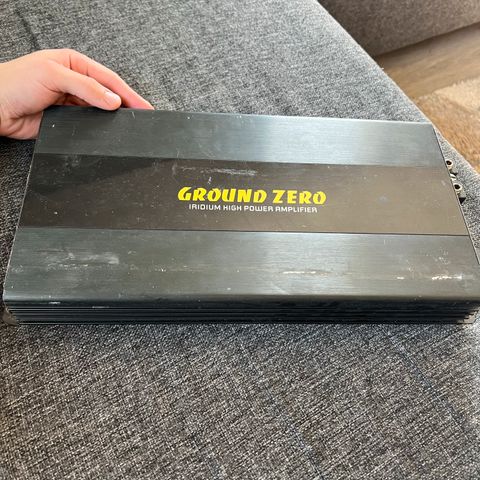 GROUND ZERO
IRIDIUM HIGH POWER AMPLIFIER